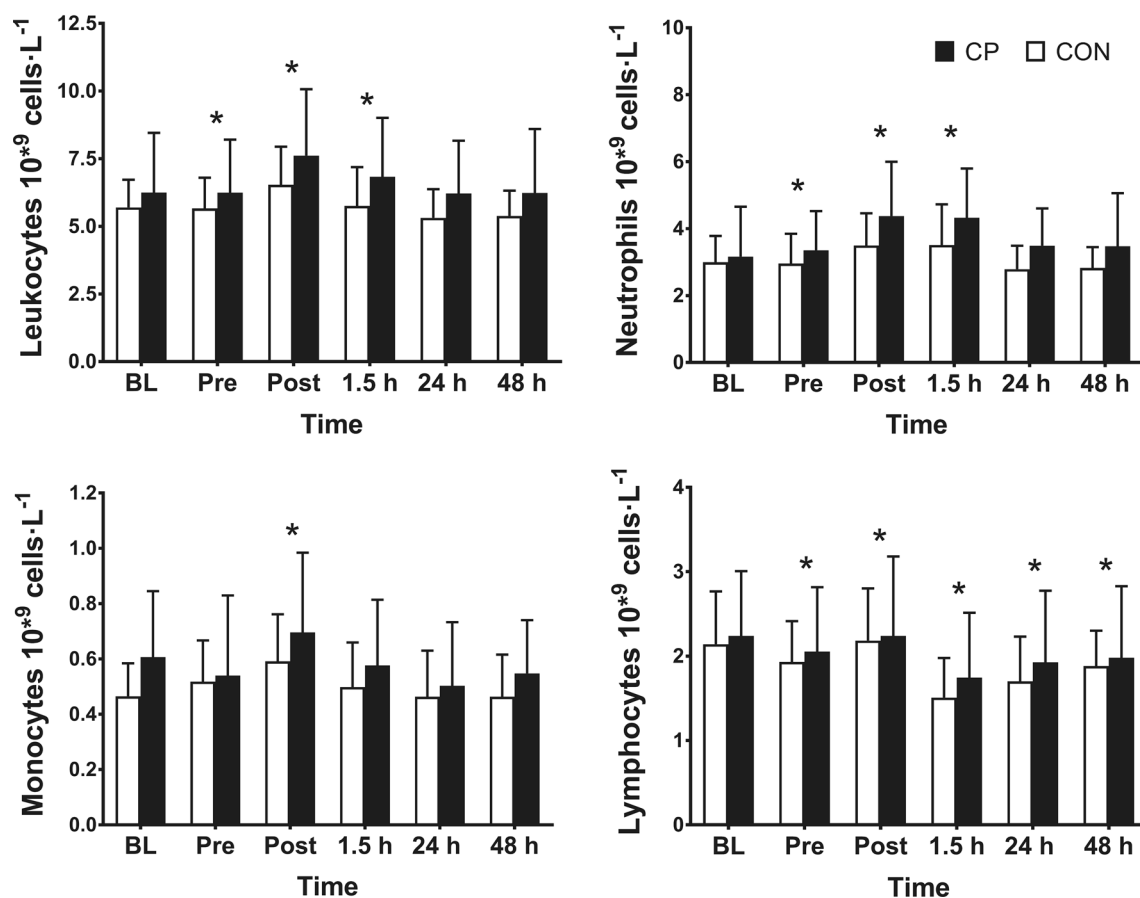 Leukocytes 10*⁹ cells·L⁻¹
12.5
10.0
7.5
5.0
2.5
0.0
* * *
BL Pre Post 1.5 h 24 h 48 h
Time
Neutrophils 10*⁹ cells·L⁻¹
10
8
6
4
2
0
CP CON
* * *
BL Pre Post 1.5 h 24 h 48 h
Time
Monocytes 10*⁹ cells·L⁻¹
1.2
1.0
0.8
0.6
0.4
0.2
0.0
*
BL Pre Post 1.5 h 24 h 48 h
Time
Lymphocytes 10*⁹ cells·L⁻¹
4
3
2
1
0
* * * * *
BL Pre Post 1.5 h 24 h 48 h
Time